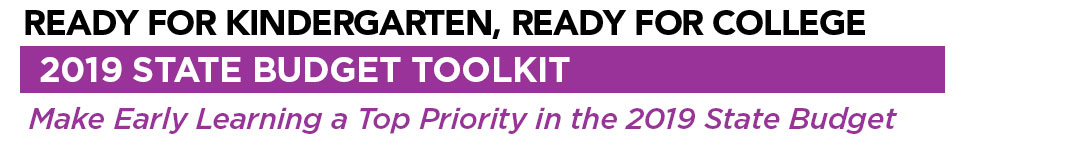 READY FOR KINDERGARTEN, READY FOR COLLEGE
2019 STATE BUDGET TOOLKIT
Make Early Learning a Top Priority in the 2019 State Budget